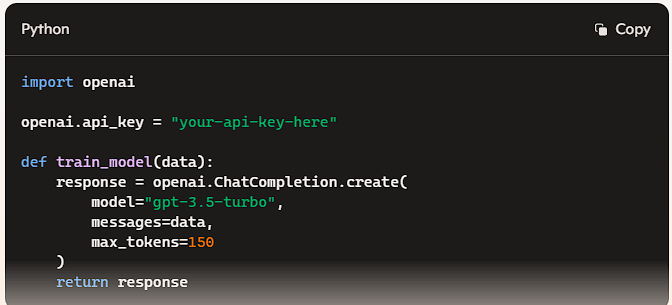 Python
Copy
import openai
openai.api_key = "your-api-key-here"
def train_model(data):
    response = openai.ChatCompletion.create(
        model="gpt-3.5-turbo",
        messages=data,
        max_tokens=150
    )
    return response